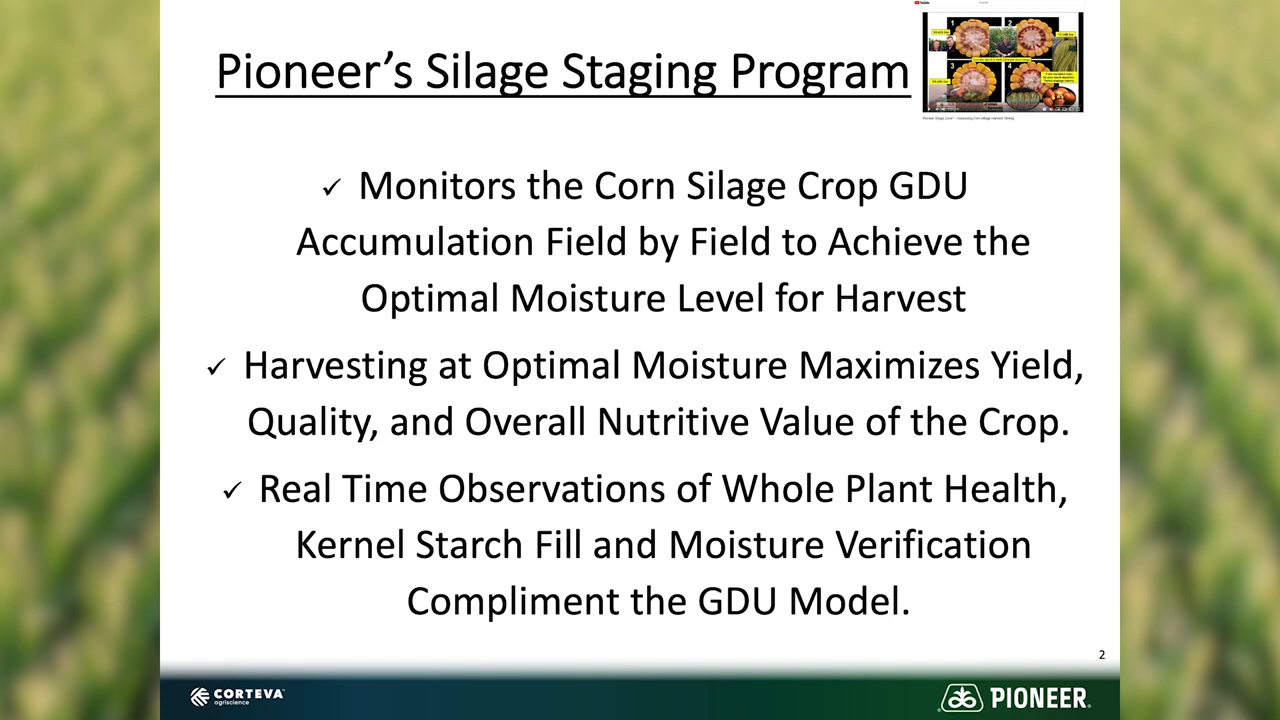 Pioneer's Silage Staging Program
✓ Monitors the Corn Silage Crop GDU
Accumulation Field by Field to Achieve the
Optimal Moisture Level for Harvest
✓ Harvesting at Optimal Moisture Maximizes Yield,
Quality, and Overall Nutritive Value of the Crop.
✓ Real Time Observations of Whole Plant Health,
Kernel Starch Fill and Moisture Verification
Compliment the GDU Model.
2
CORTEVA
agriscience
PIONEER